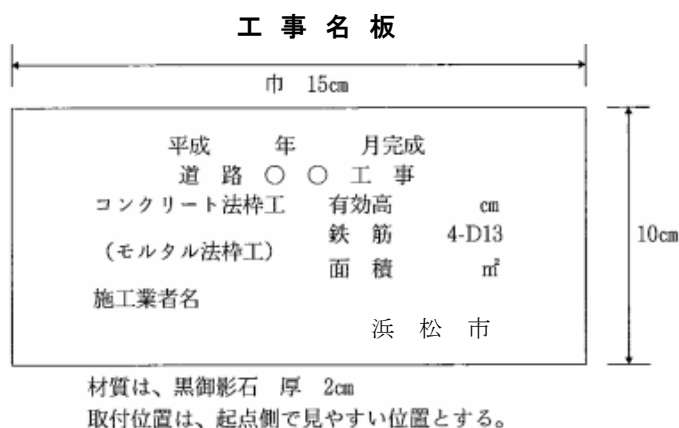 工事名板
巾 15cm
平成 年 月完成
道路〇〇工事
コンクリート法枠工 有効高 cm
(モルタル法枠工) 鉄筋 4-D13
面積 ㎡
施工業者名
浜松市
10cm
材質は、黒御影石 厚 2cm
取付位置は、起点側で見やすい位置とする。